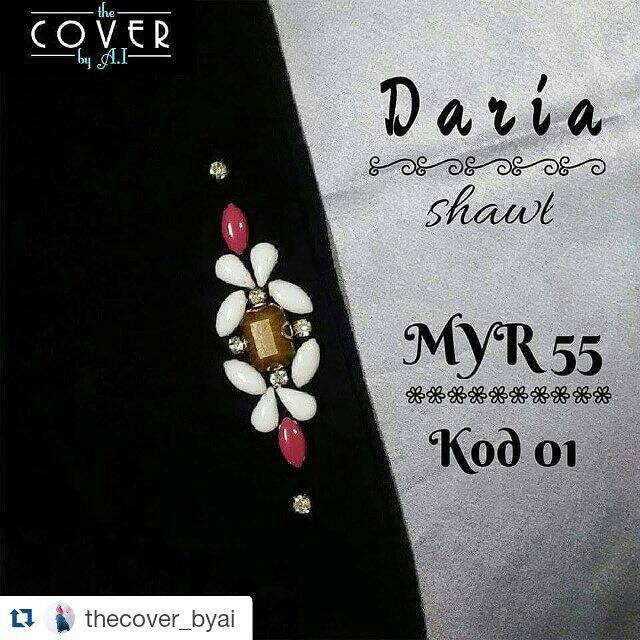 the
COVER
by A.I
Daria
shawl
MYR 55
Kod 01
thecover_byai